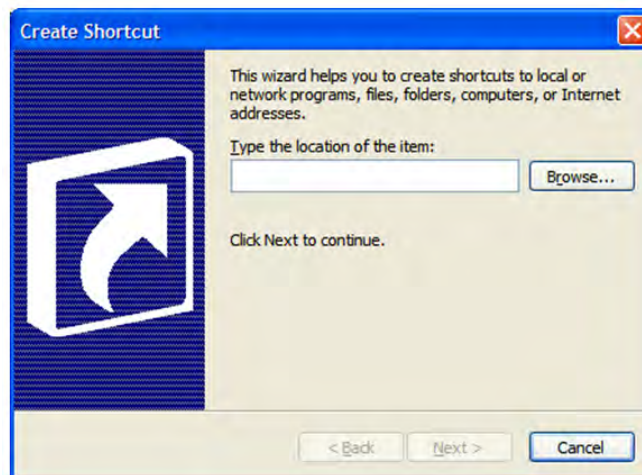 Create Shortcut
This wizard helps you to create shortcuts to local or
network programs, files, folders, computers, or Internet
addresses.
Type the location of the item:
Browse...
Click Next to continue.
< Back
Next >
Cancel